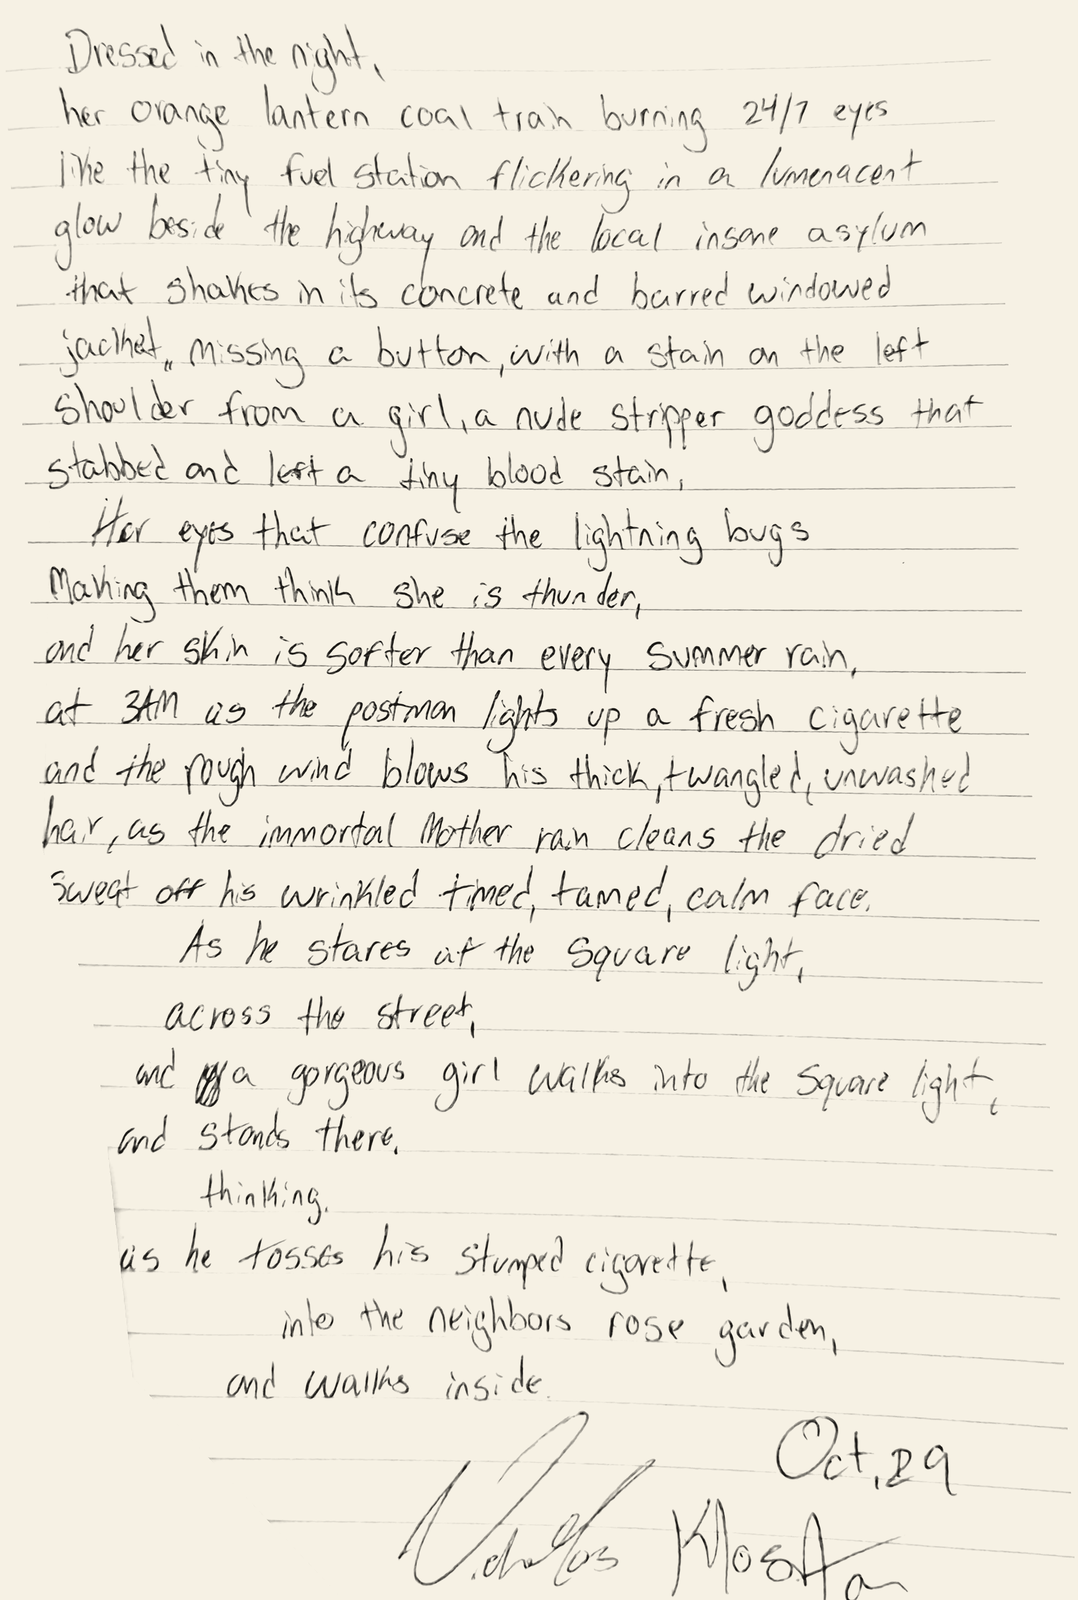 Dressed in the night,
her orange lantern coal train burning 24/7 eyes
like the tiny fuel station flickering in a lumenacent
glow beside the highway and the local insane asylum
that shakes in its concrete and barred windowed
jacket,, missing a button, with a stain on the left
shoulder from a girl, a nude stripper goddess that
stabbed and left a tiny blood stain,
Her eyes that confuse the lightning bugs
Making them think she is thunder,
and her skin is softer than every summer rain,
at 3AM as the postman lights up a fresh cigarette
and the rough wind blows his thick, twangled, unwashed
hair, as the immortal Mother rain cleans the dried
sweat off his wrinkled timed, tamed, calm face.
As he stares at the square light,
across the street,
and a gorgeous girl walks into the square light,
and stands there.
thinking.
as he tosses his stumped cigarette,
into the neighbors rose garden,
and walks inside.
Oct, 29
Nicholas